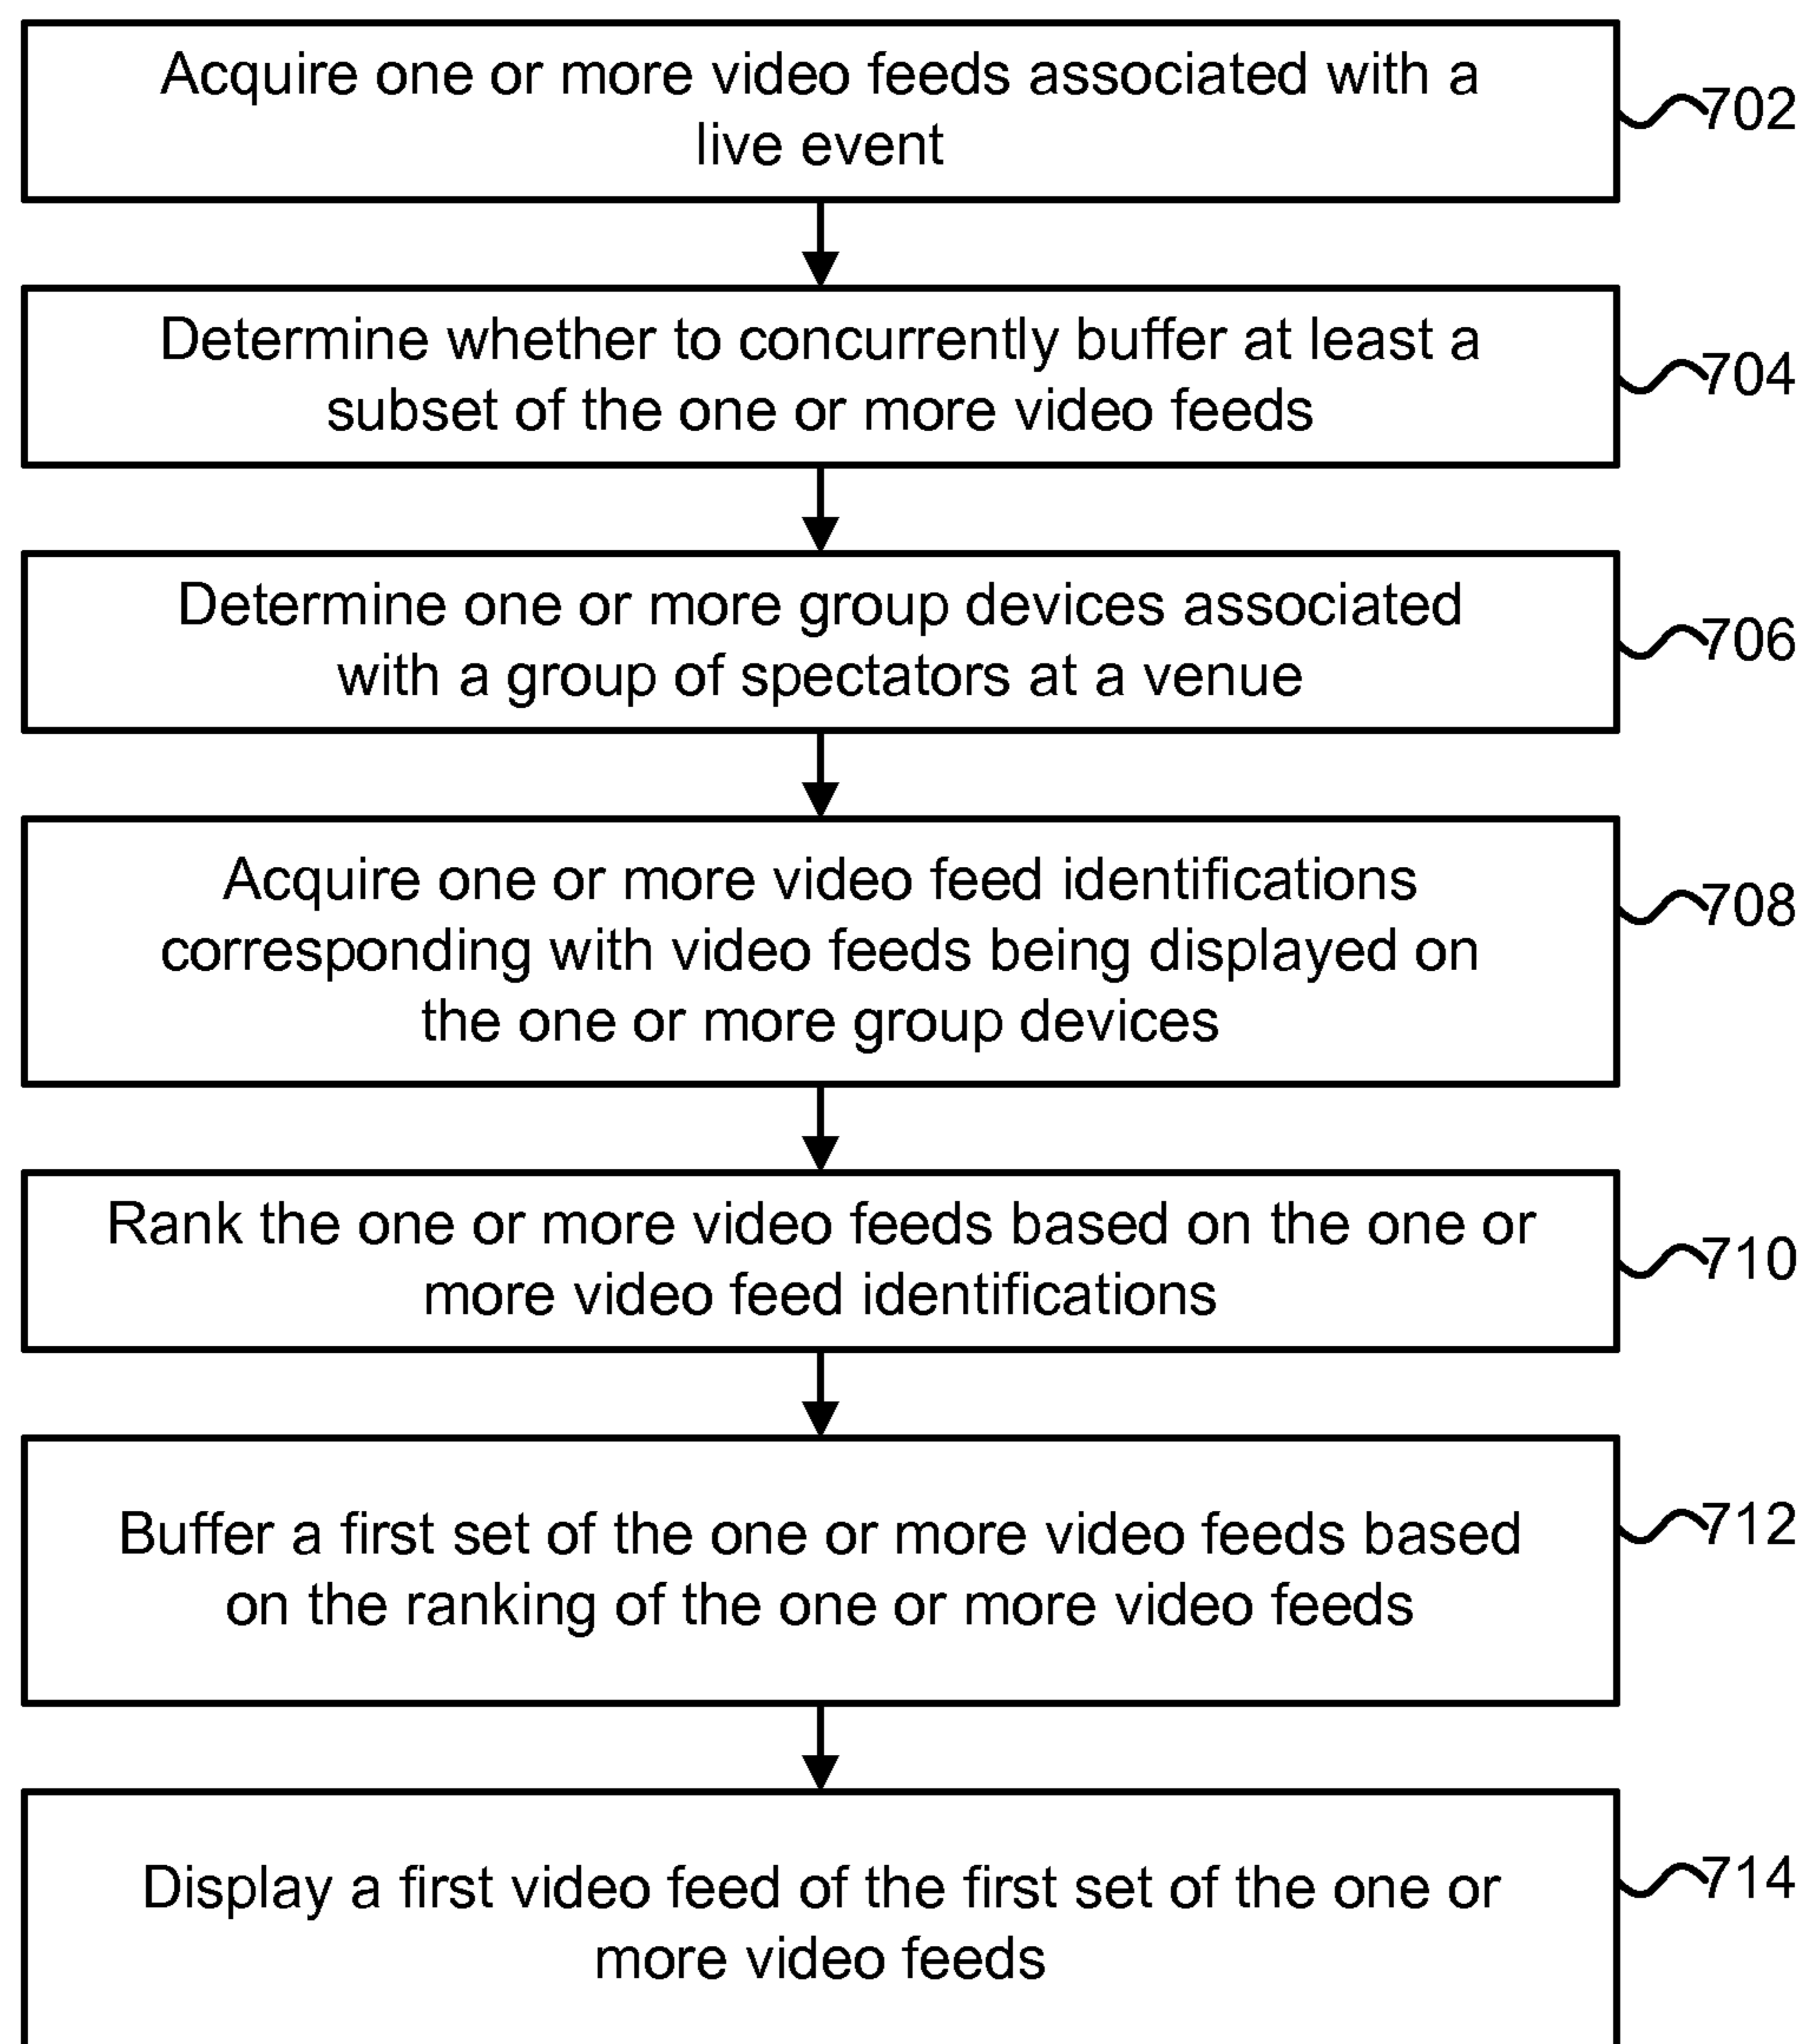 Acquire one or more video feeds associated with a
live event
702
Determine whether to concurrently buffer at least a
subset of the one or more video feeds
704
Determine one or more group devices associated
with a group of spectators at a venue
706
Acquire one or more video feed identifications
corresponding with video feeds being displayed on
the one or more group devices
708
Rank the one or more video feeds based on the one or
more video feed identifications
710
Buffer a first set of the one or more video feeds based
on the ranking of the one or more video feeds
712
Display a first video feed of the first set of the one or
more video feeds
714